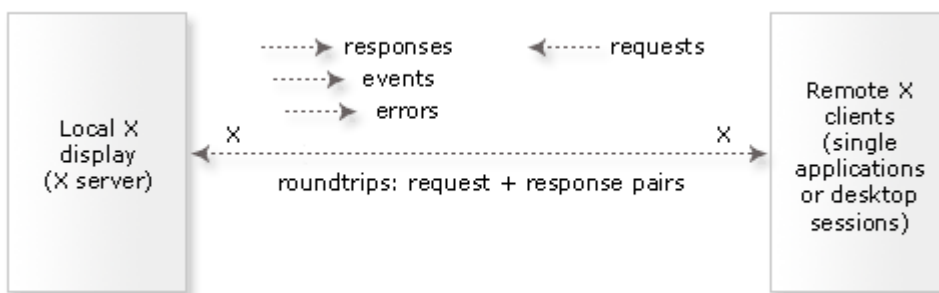 responses
requests
events
errors
Local X
display
(X server)
X
X
roundtrips: request + response pairs
Remote X
clients
(single
applications
or desktop
sessions)